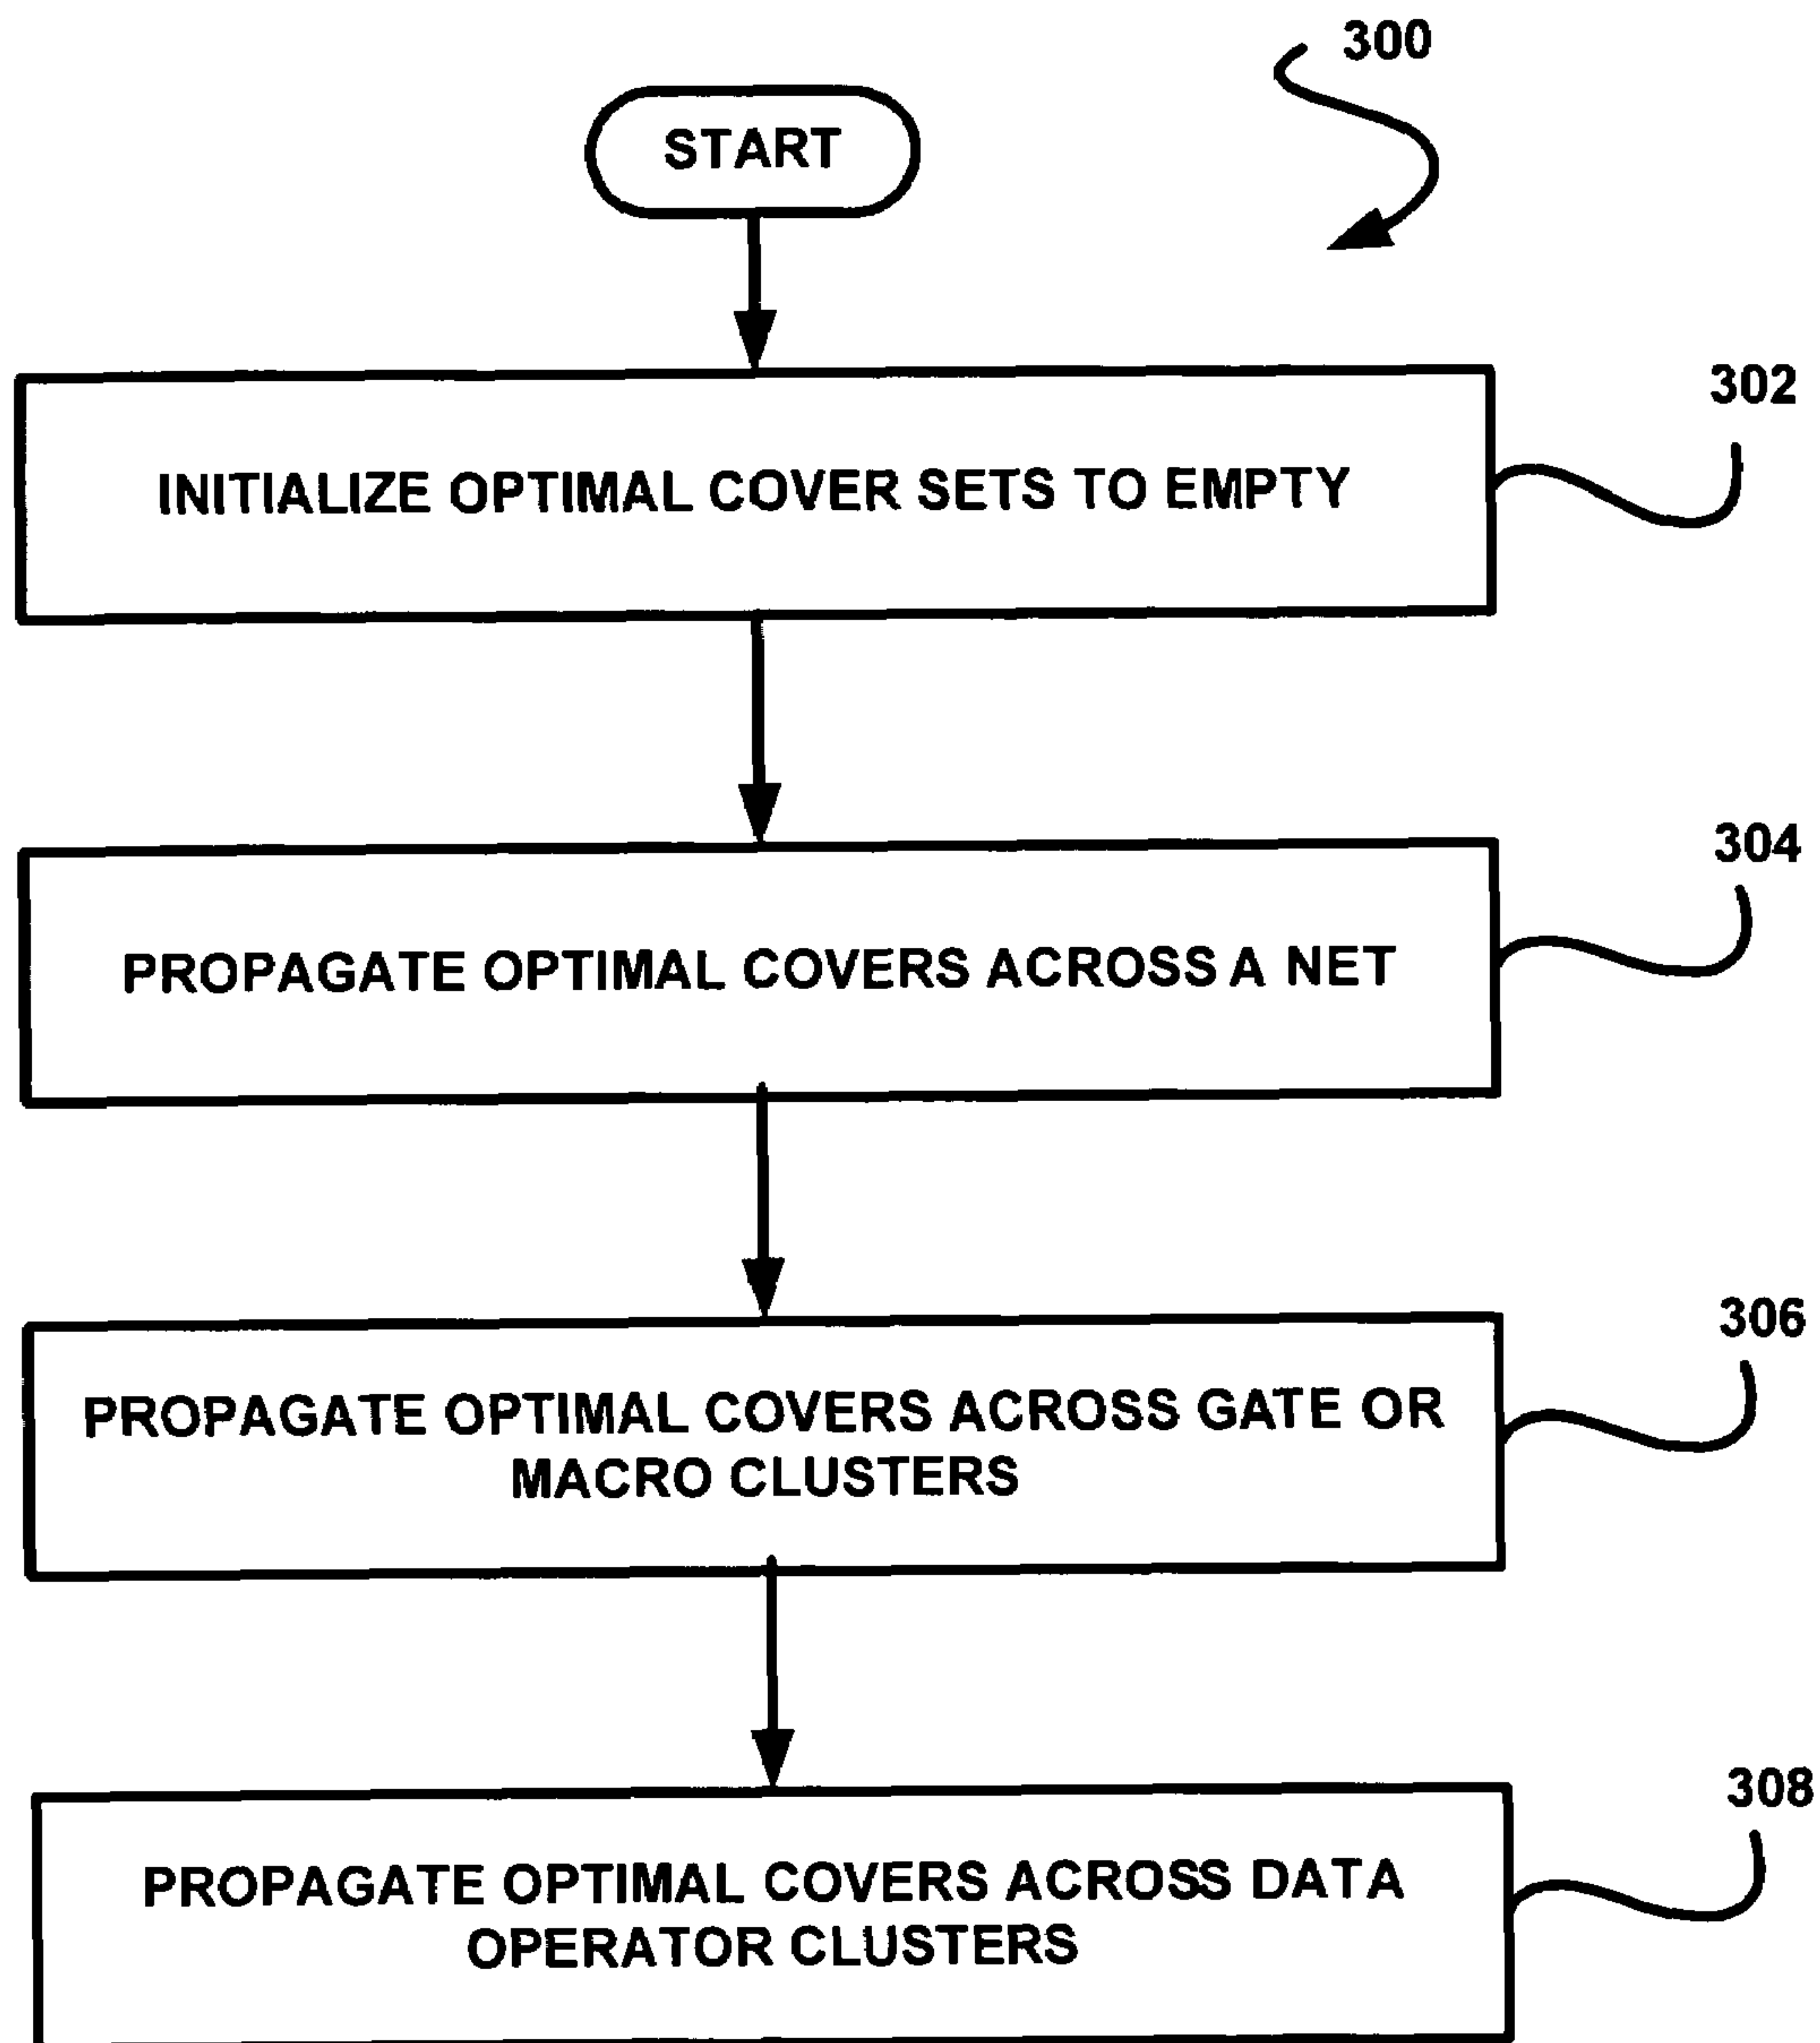 300
START
302
INITIALIZE OPTIMAL COVER SETS TO EMPTY
304
PROPAGATE OPTIMAL COVERS ACROSS A NET
306
PROPAGATE OPTIMAL COVERS ACROSS GATE OR
MACRO CLUSTERS
308
PROPAGATE OPTIMAL COVERS ACROSS DATA
OPERATOR CLUSTERS